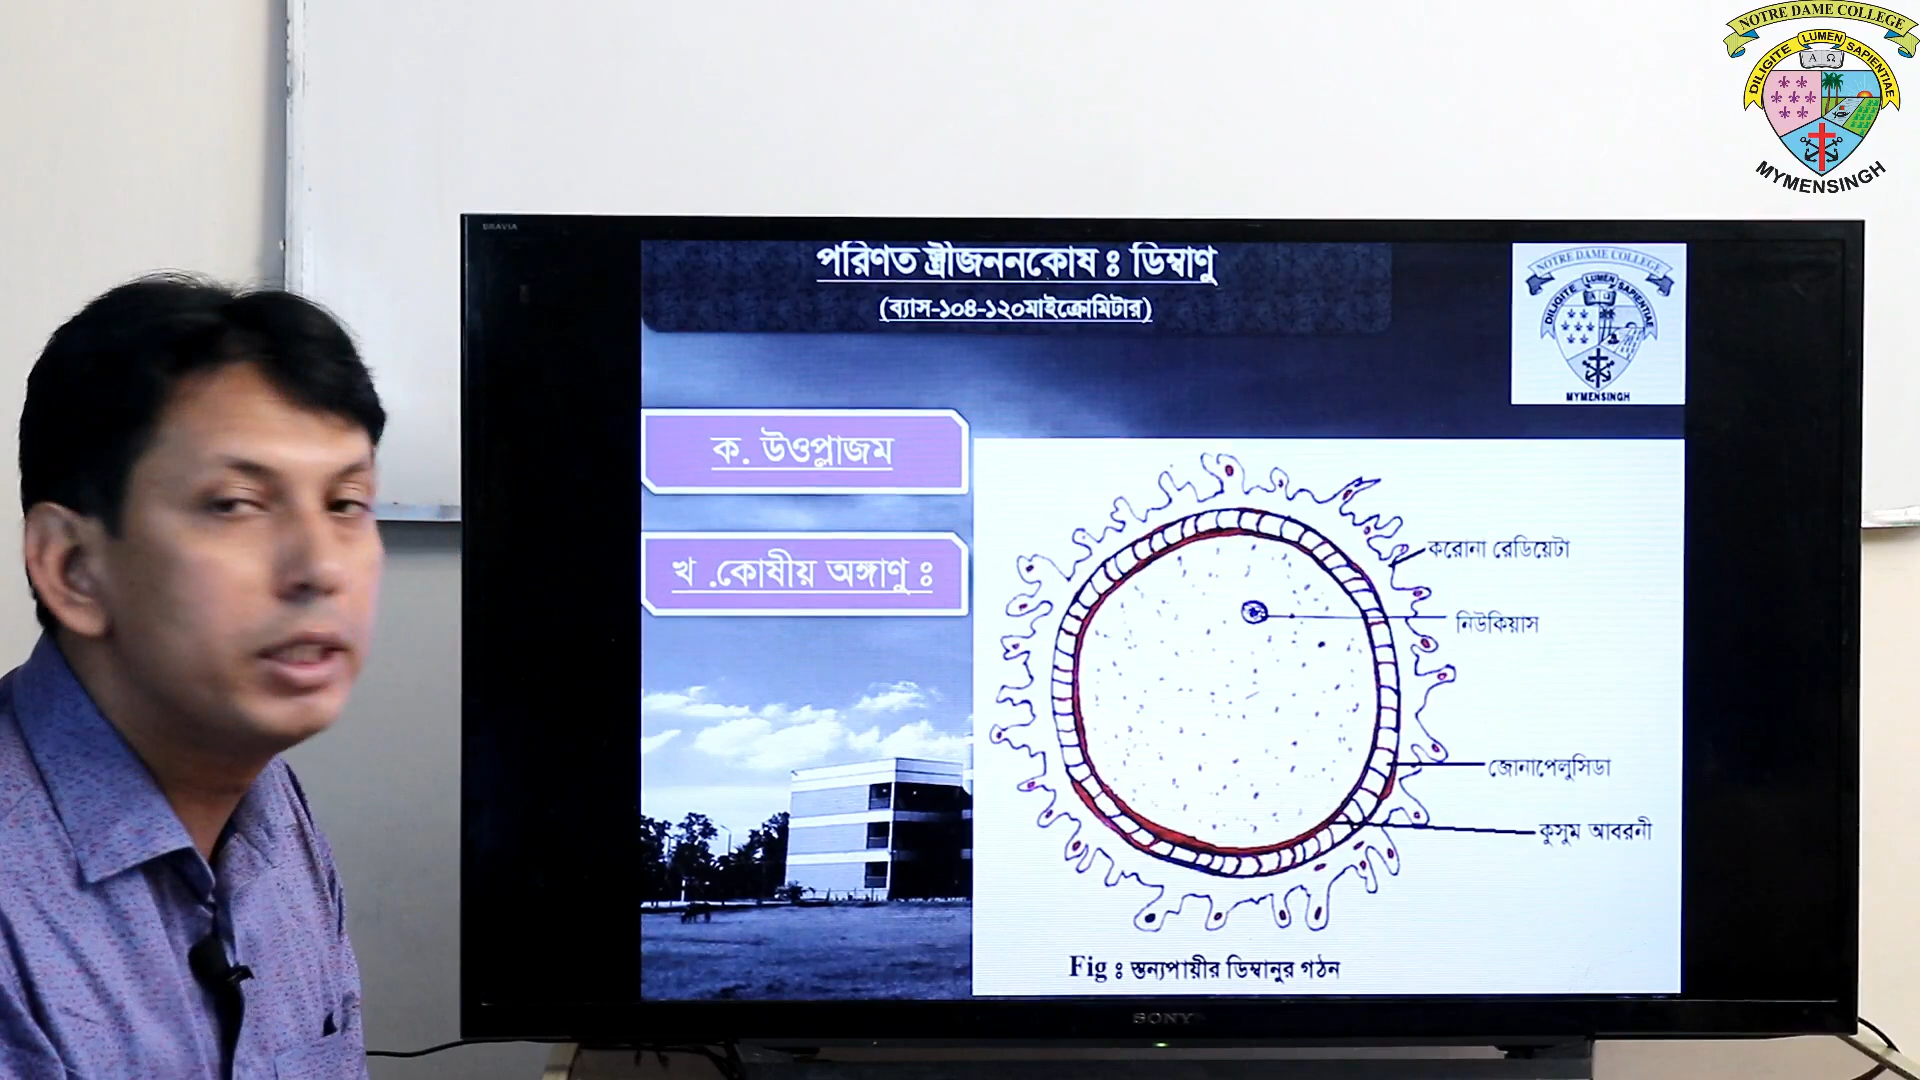 NOTRE DAME COLLEGE
DILIGITE LUMEN SAPIENTIAE
Α Ω
MYMENSINGH
BRAVIA
পরিণত স্ত্রীজননকোষ ঃ ডিম্বাণু
(ব্যাস-১০৪-১২০মাইক্রোমিটার)
NOTRE DAME COLLEGE
DILIGITE LUMEN SAPIENTIAE
Α Ω
MYMENSINGH
ক. উওপ্লাজম
খ .কোষীয় অঙ্গাণু ঃ
করোনা রেডিয়েটা
নিউকিয়াস
জোনাপেলুসিডা
কুসুম আবরনী
Fig ঃ স্তন্যপায়ীর ডিম্বানুর গঠন
SONY